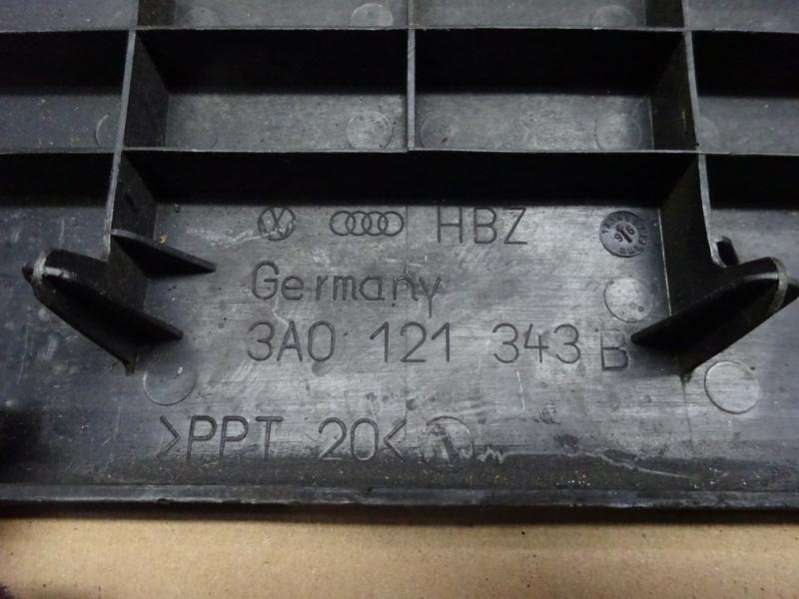 HBZ
Germany
3A0 121 343 B
>PPT 20<